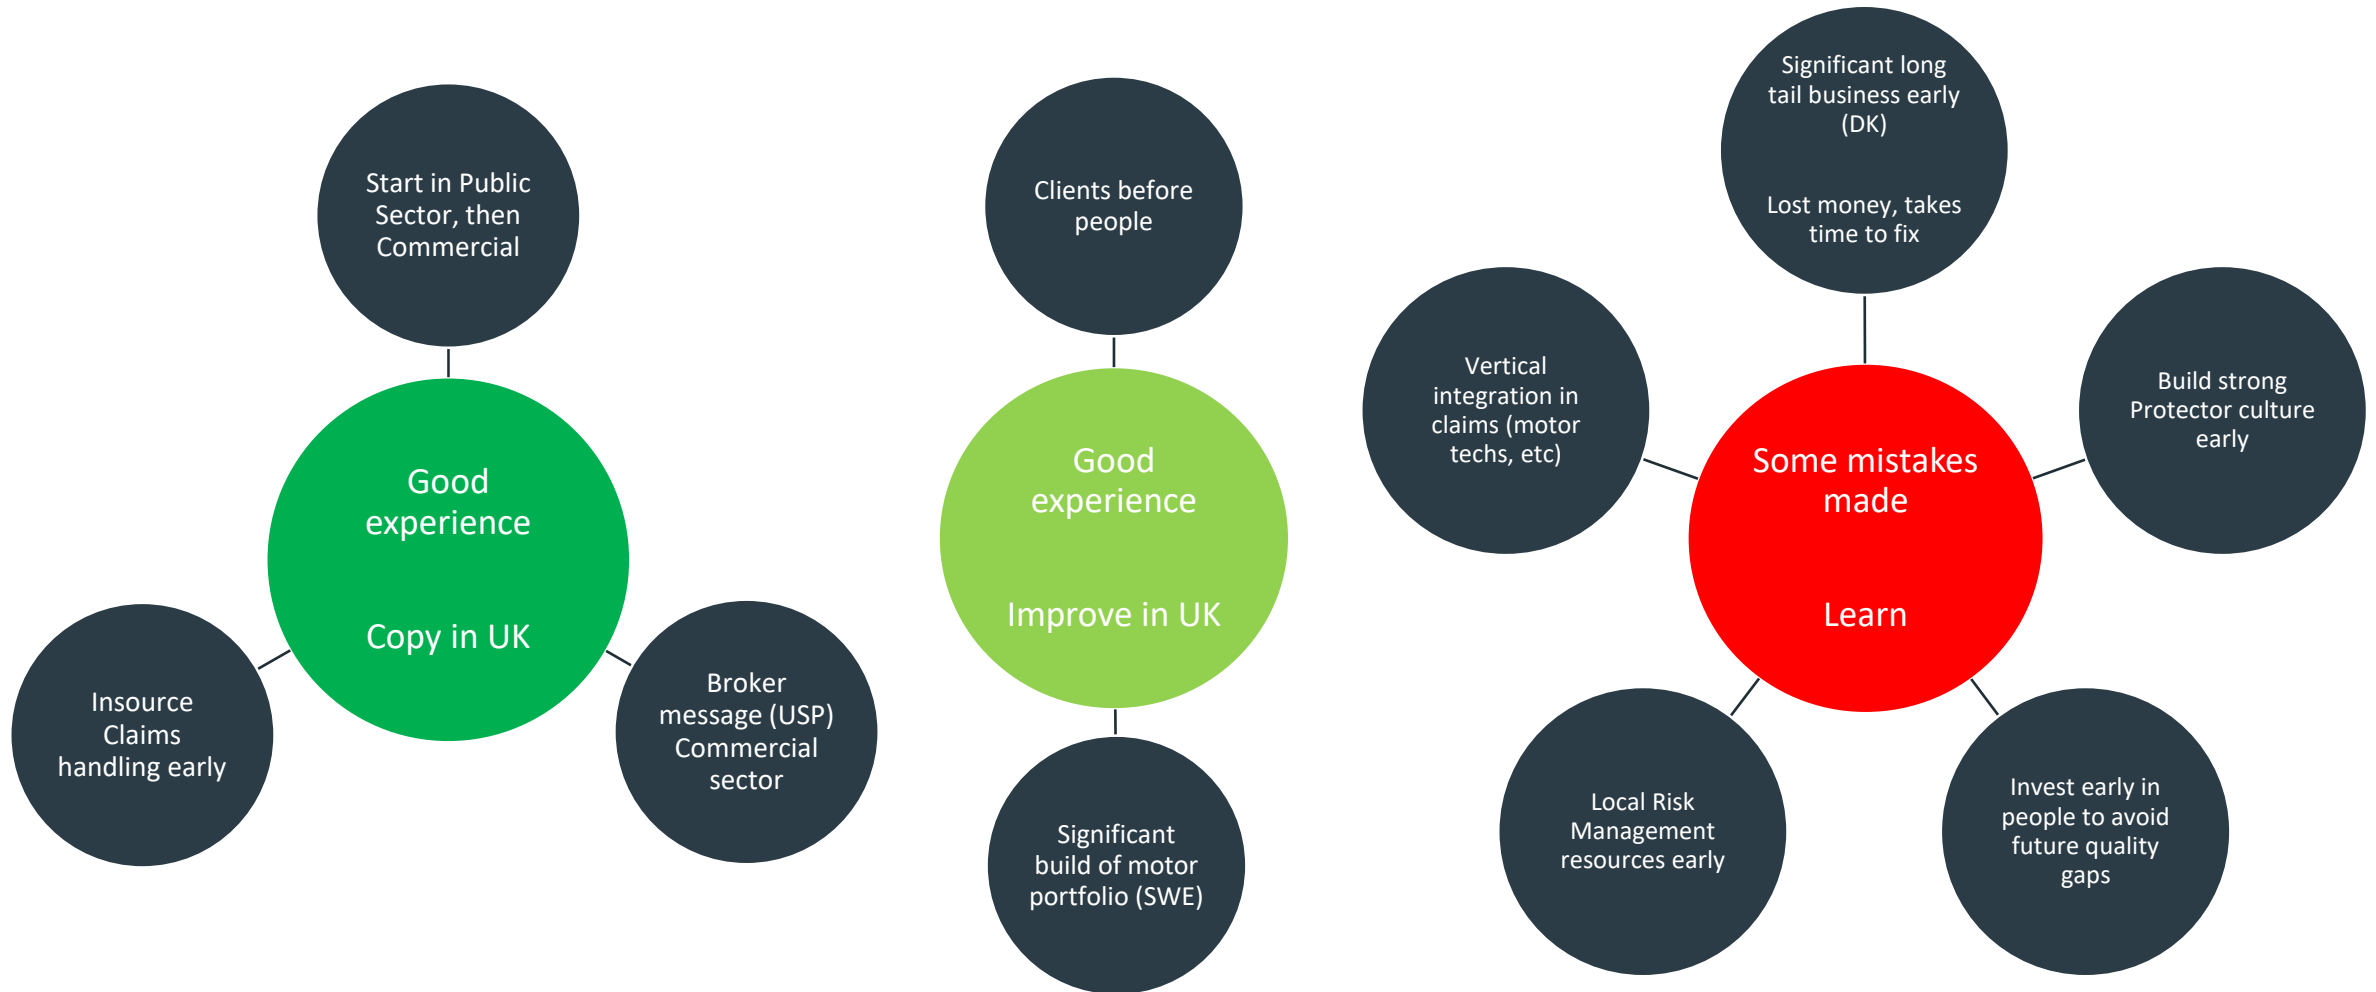 Start in Public
Sector, then
Commercial
Good
experience
Copy in UK
Insource
Claims
handling early
Broker
message (USP)
Commercial
sector
Clients before
people
Good
experience
Improve in UK
Significant
build of motor
portfolio (SWE)
Significant long
tail business early
(DK)
Lost money, takes
time to fix
Vertical
integration in
claims (motor
techs, etc)
Some mistakes
made
Learn
Build strong
Protector culture
early
Local Risk
Management
resources early
Invest early in
people to avoid
future quality
gaps